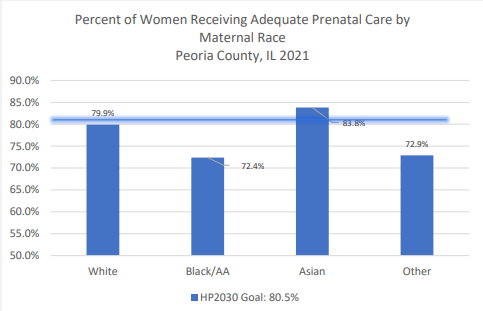 Percent of Women Receiving Adequate Prenatal Care by
Maternal Race
Peoria County, IL 2021
90.0%
85.0%
80.0%
75.0%
70.0%
65.0%
60.0%
55.0%
50.0%
79.9%
72.4%
83.8%
72.9%
White
Black/AA
Asian
Other
HP2030 Goal: 80.5%